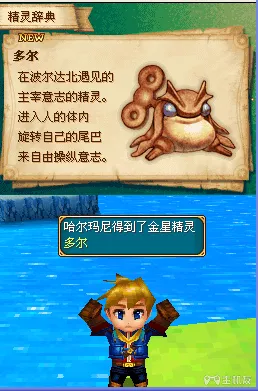 精灵辞典
NEW
多尔
在波尔达北遇见的
主宰意志的精灵。
进入人的体内
旋转自己的尾巴
来自由操纵意志。
哈尔玛尼得到了金星精灵
多尔